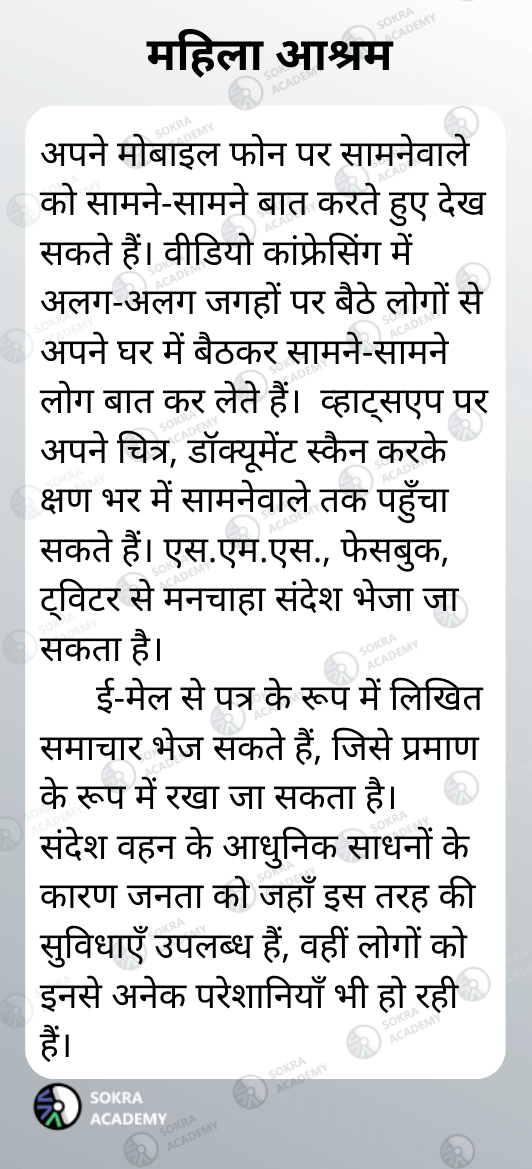 महिला आश्रम
अपने मोबाइल फोन पर सामनेवाले
को सामने-सामने बात करते हुए देख
सकते हैं। वीडियो कांफ्रेसिंग में
अलग-अलग जगहों पर बैठे लोगों से
अपने घर में बैठकर सामने-सामने
लोग बात कर लेते हैं। व्हाट्सएप पर
अपने चित्र, डॉक्यूमेंट स्कैन करके
क्षण भर में सामनेवाले तक पहुँचा
सकते हैं। एस.एम.एस., फेसबुक,
ट्विटर से मनचाहा संदेश भेजा जा
सकता है।
ई-मेल से पत्र के रूप में लिखित
समाचार भेज सकते हैं, जिसे प्रमाण
के रूप में रखा जा सकता है।
संदेश वहन के आधुनिक साधनों के
कारण जनता को जहाँ इस तरह की
सुविधाएँ उपलब्ध हैं, वहीं लोगों को
इनसे अनेक परेशानियाँ भी हो रही
हैं।
SOKRA
ACADEMY